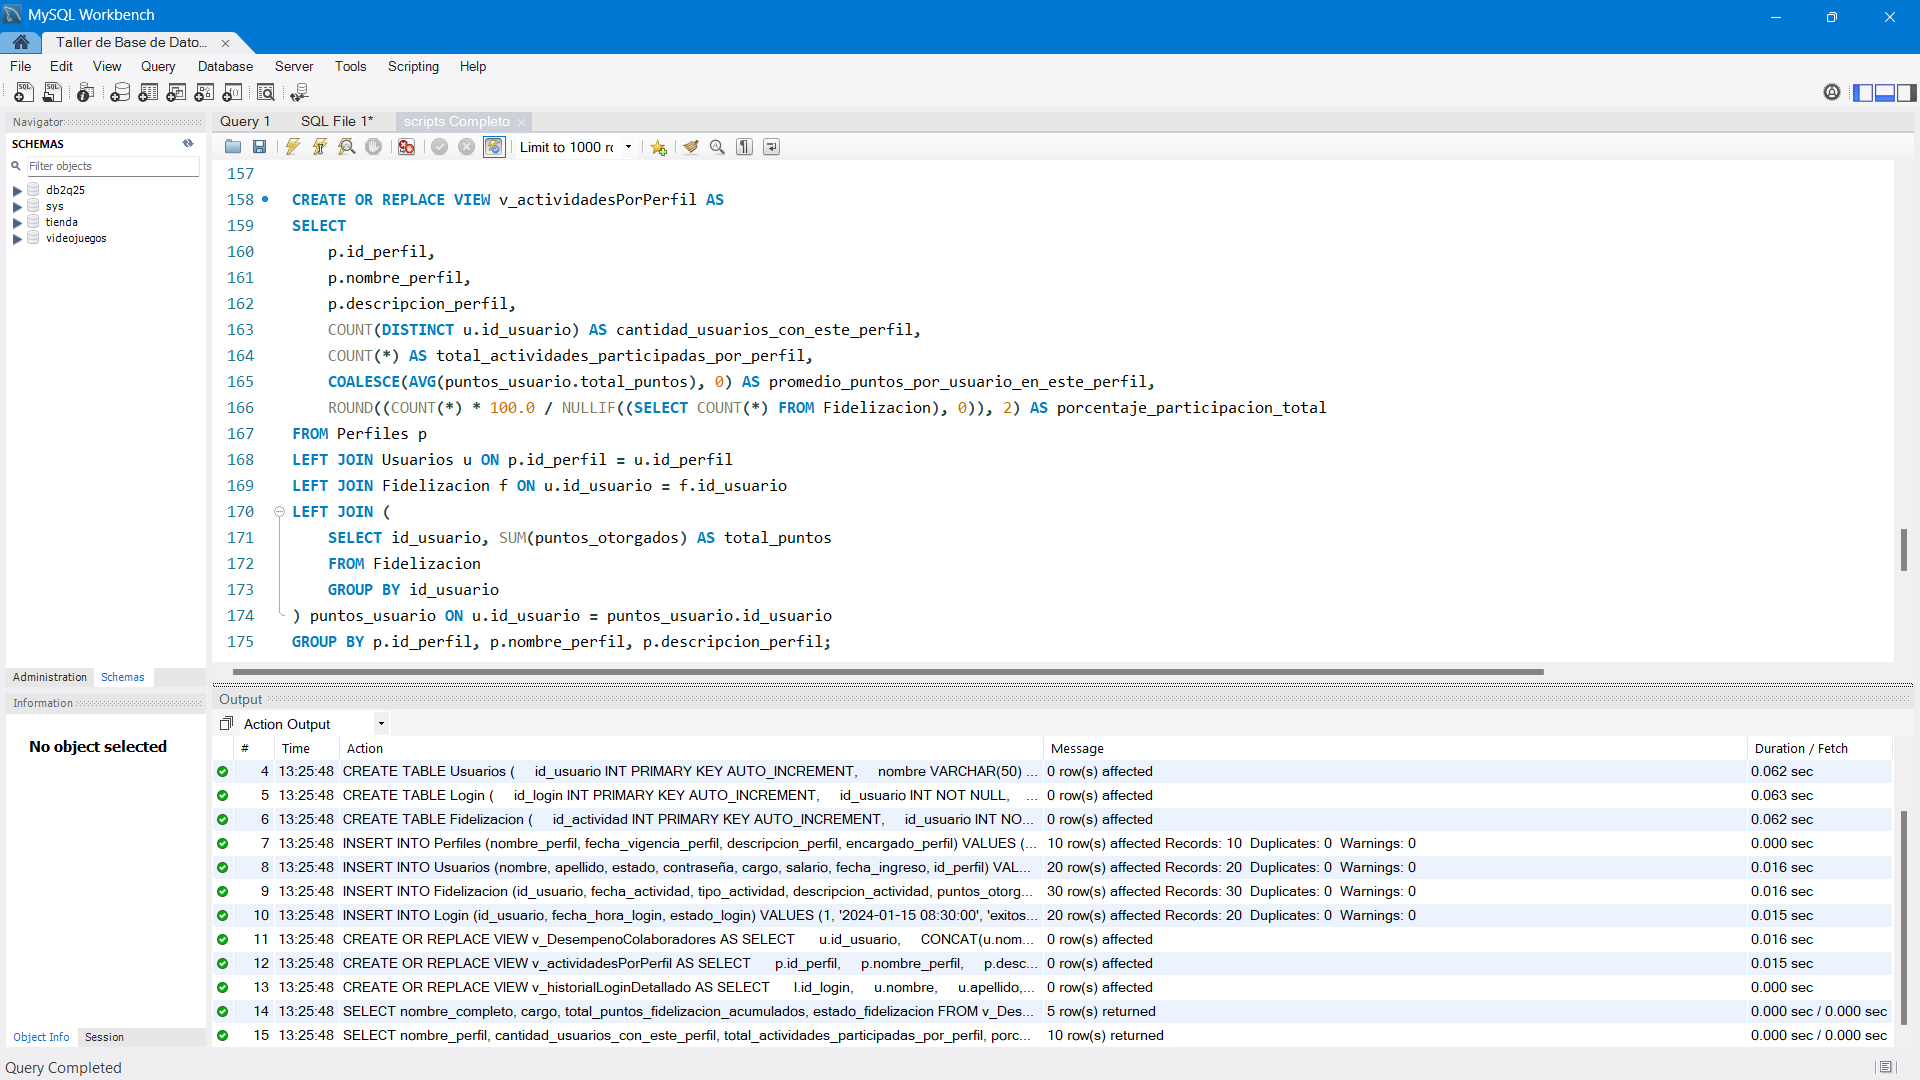 MySQL Workbench
Taller de Base de Dato...
File Edit View Query Database Server Tools Scripting Help
Navigator
SCHEMAS
Filter objects
db2q25
sys
tienda
videojuegos
Administration Schemas
Information
No object selected
Object Info Session
Query 1 SQL File 1* scripts Completo
Limit to 1000 rc
157
158 CREATE OR REPLACE VIEW v_actividadesPorPerfil AS
159 SELECT
160 p.id_perfil,
161 p.nombre_perfil,
162 p.descripcion_perfil,
163 COUNT(DISTINCT u.id_usuario) AS cantidad_usuarios_con_este_perfil,
164 COUNT(*) AS total_actividades_participadas_por_perfil,
165 COALESCE(AVG(puntos_usuario.total_puntos), 0) AS promedio_puntos_por_usuario_en_este_perfil,
166 ROUND((COUNT(*) * 100.0 / NULLIF((SELECT COUNT(*) FROM Fidelizacion), 0)), 2) AS porcentaje_participacion_total
167 FROM Perfiles p
168 LEFT JOIN Usuarios u ON p.id_perfil = u.id_perfil
169 LEFT JOIN Fidelizacion f ON u.id_usuario = f.id_usuario
170 LEFT JOIN (
171 SELECT id_usuario, SUM(puntos_otorgados) AS total_puntos
172 FROM Fidelizacion
173 GROUP BY id_usuario
174 ) puntos_usuario ON u.id_usuario = puntos_usuario.id_usuario
175 GROUP BY p.id_perfil, p.nombre_perfil, p.descripcion_perfil;
Output
Action Output
# Time Action Message Duration / Fetch
4 13:25:48 CREATE TABLE Usuarios ( id_usuario INT PRIMARY KEY AUTO_INCREMENT, nombre VARCHAR(50) ... 0 row(s) affected 0.062 sec
5 13:25:48 CREATE TABLE Login ( id_login INT PRIMARY KEY AUTO_INCREMENT, id_usuario INT NOT NULL, ... 0 row(s) affected 0.063 sec
6 13:25:48 CREATE TABLE Fidelizacion ( id_actividad INT PRIMARY KEY AUTO_INCREMENT, id_usuario INT NO... 0 row(s) affected 0.062 sec
7 13:25:48 INSERT INTO Perfiles (nombre_perfil, fecha_vigencia_perfil, descripcion_perfil, encargado_perfil) VALUES (... 10 row(s) affected Records: 10 Duplicates: 0 Warnings: 0 0.000 sec
8 13:25:48 INSERT INTO Usuarios (nombre, apellido, estado, contraseña, cargo, salario, fecha_ingreso, id_perfil) VAL... 20 row(s) affected Records: 20 Duplicates: 0 Warnings: 0 0.016 sec
9 13:25:48 INSERT INTO Fidelizacion (id_usuario, fecha_actividad, tipo_actividad, descripcion_actividad, puntos_otorg... 30 row(s) affected Records: 30 Duplicates: 0 Warnings: 0 0.016 sec
10 13:25:48 INSERT INTO Login (id_usuario, fecha_hora_login, estado_login) VALUES (1, '2024-01-15 08:30:00', 'exitos... 20 row(s) affected Records: 20 Duplicates: 0 Warnings: 0 0.015 sec
11 13:25:48 CREATE OR REPLACE VIEW v_DesempenoColaboradores AS SELECT u.id_usuario, CONCAT(u.nom... 0 row(s) affected 0.016 sec
12 13:25:48 CREATE OR REPLACE VIEW v_actividadesPorPerfil AS SELECT p.id_perfil, p.nombre_perfil, p.desc... 0 row(s) affected 0.015 sec
13 13:25:48 CREATE OR REPLACE VIEW v_historialLoginDetallado AS SELECT l.id_login, u.nombre, u.apellido,... 0 row(s) affected 0.000 sec
14 13:25:48 SELECT nombre_completo, cargo, total_puntos_fidelizacion_acumulados, estado_fidelizacion FROM v_Des... 5 row(s) returned 0.000 sec / 0.000 sec
15 13:25:48 SELECT nombre_perfil, cantidad_usuarios_con_este_perfil, total_actividades_participadas_por_perfil, porc... 10 row(s) returned 0.000 sec / 0.000 sec
Query Completed